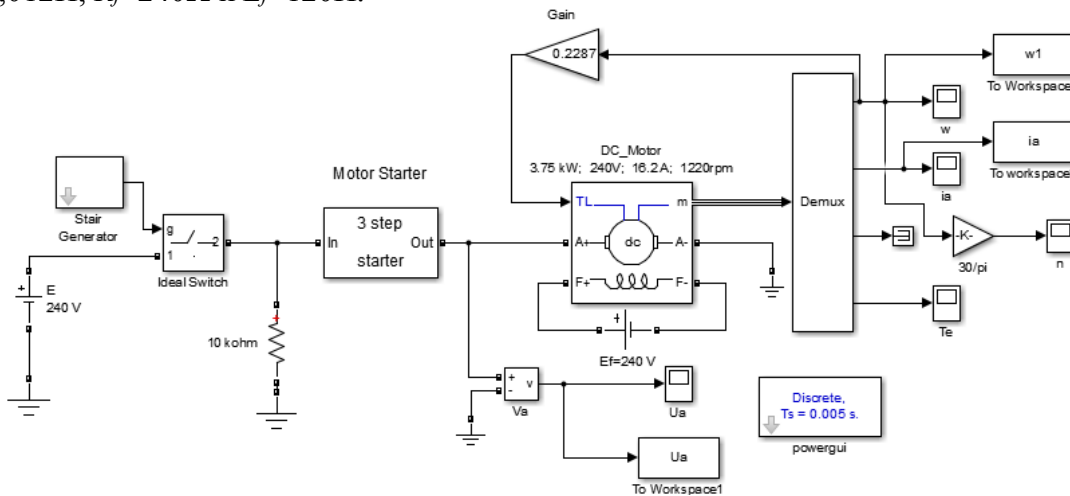 Gain
0.2287
w1
To Workspace
w
ia
To workspace
ia
DC_Motor
3.75 kW; 240V; 16.2A; 1220rpm
TL
m
A+
dc
A-
F+
F-
Ef=240 V
Demux
-K-
30/pi
n
Te
Motor Starter
3 step
starter
In
Out
Stair
Generator
g
1
2
Ideal Switch
E
240 V
10 kohm
+
-
v
Va
Ua
Ua
To Workspace1
Discrete,
Ts = 0.005 s.
powergui